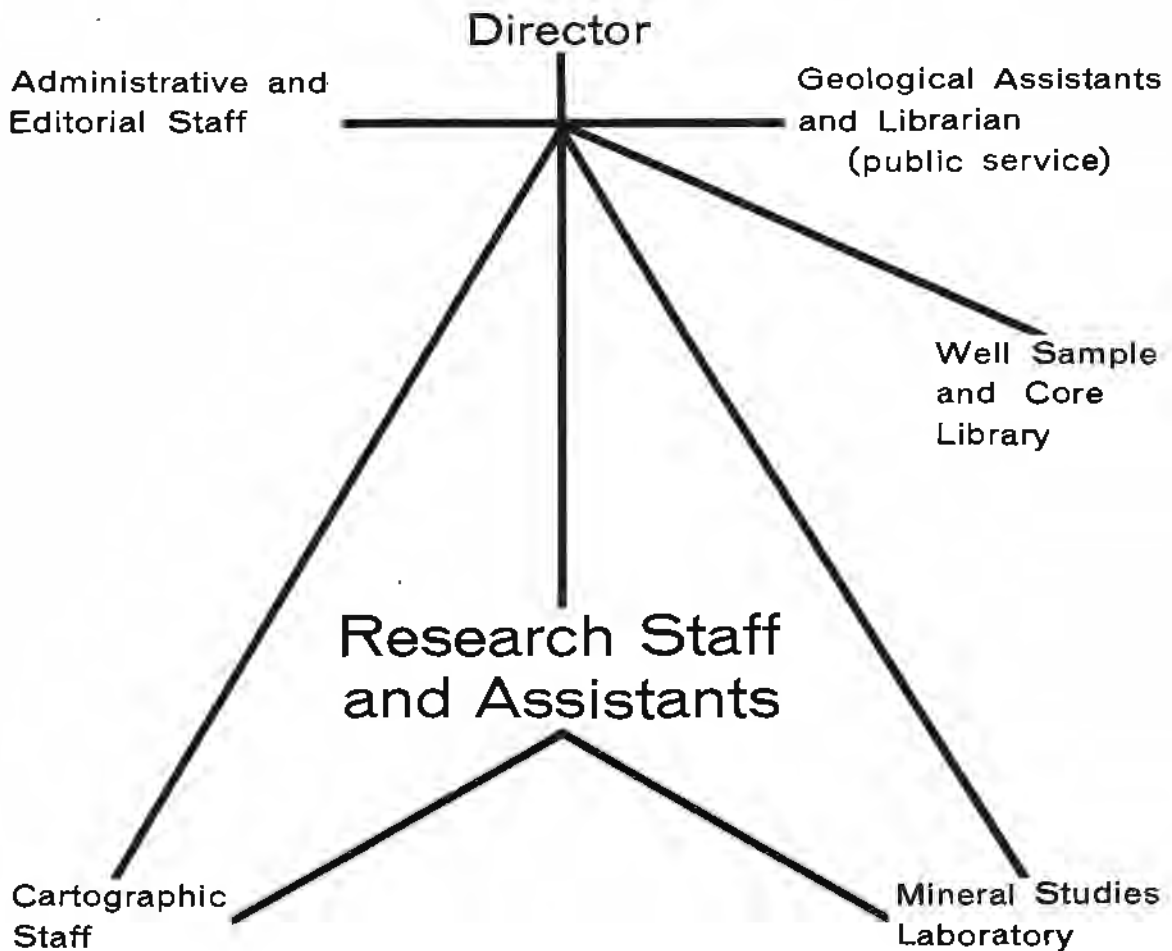 Director
Administrative and
Editorial Staff
Geological Assistants
and Librarian
(public service)
Well Sample
and Core
Library
Research Staff
and Assistants
Cartographic
Staff
Mineral Studies
Laboratory